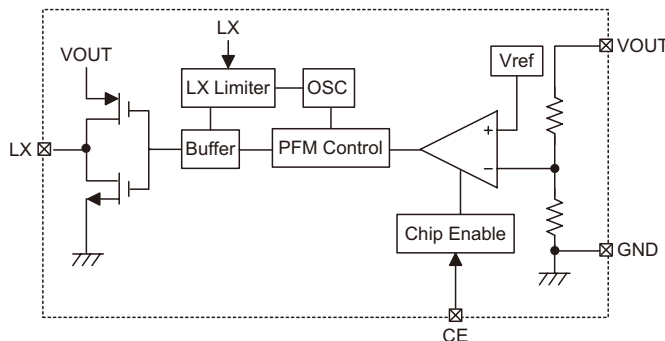 LX
VOUT
VOUT
Vref
LX Limiter
OSC
+
LX
Buffer
PFM Control
−
Chip Enable
GND
CE